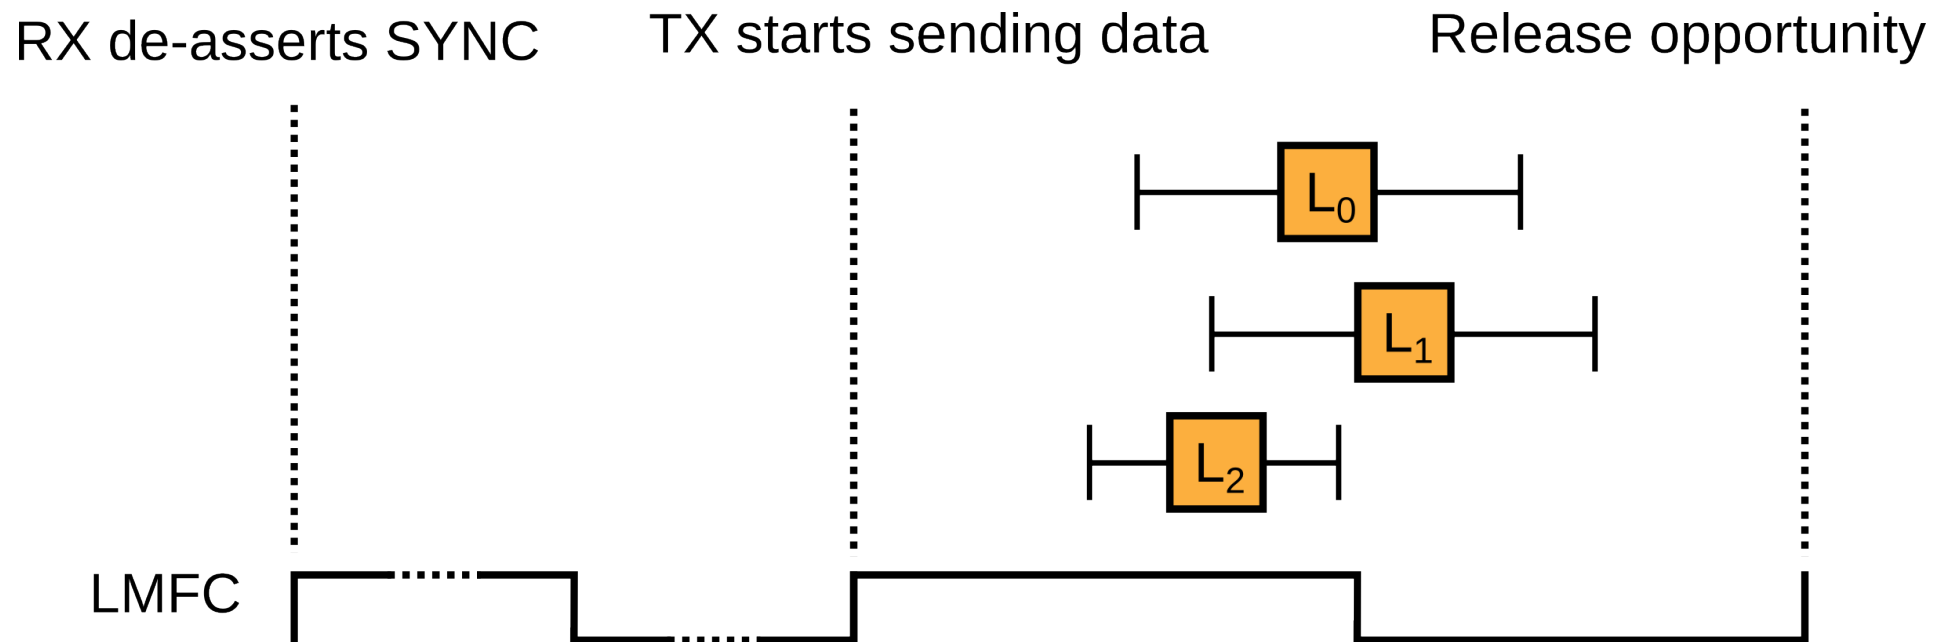 RX de-asserts SYNC
TX starts sending data
Release opportunity
L0
L1
L2
LMFC